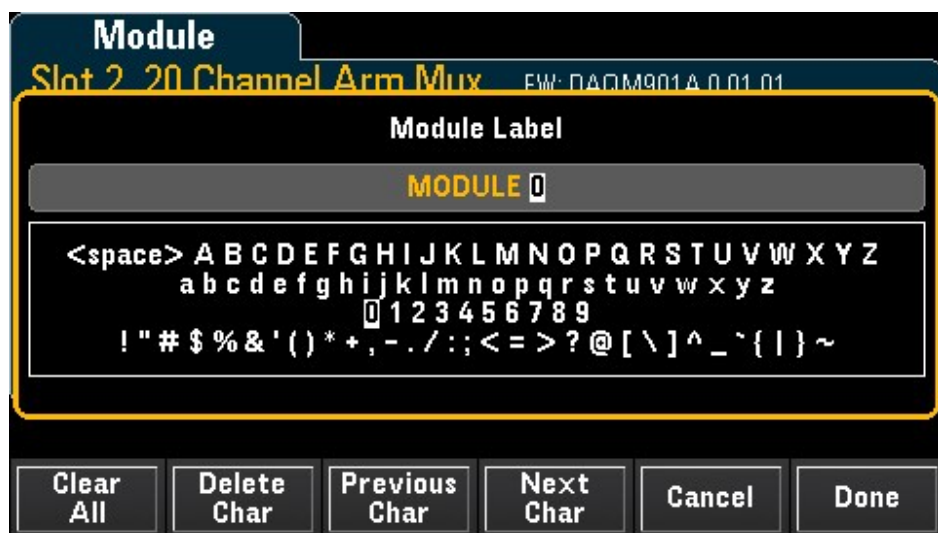 Module
Slot 2 20 Channel Arm Mux FW: DAQM901A 0.01.01
Module Label
MODULE 0
<space> A B C D E F G H I J K L M N O P Q R S T U V W X Y Z
a b c d e f g h i j k l m n o p q r s t u v w x y z
0 1 2 3 4 5 6 7 8 9
! " # $ % & ' ( ) * + , - . / : ; < = > ? @ [ \ ] ^ _ ` { | } ~
Clear All
Delete Char
Previous Char
Next Char
Cancel
Done